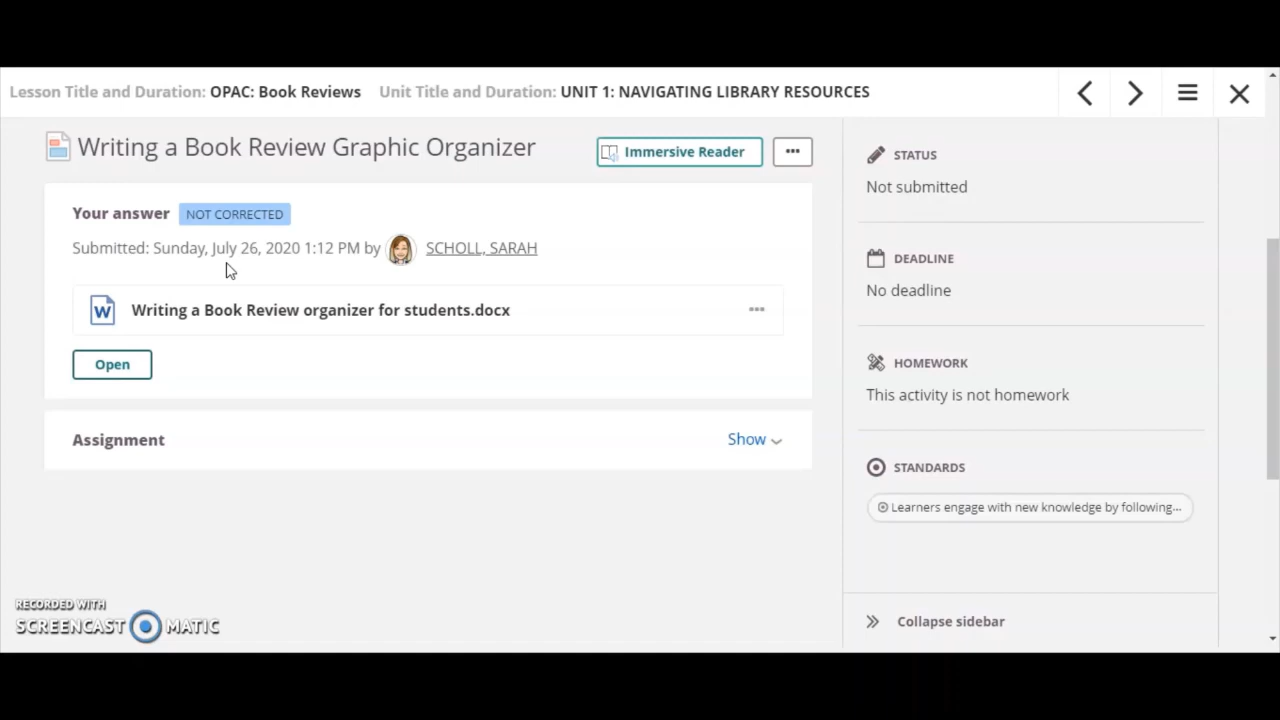 Lesson Title and Duration: OPAC: Book Reviews Unit Title and Duration: UNIT 1: NAVIGATING LIBRARY RESOURCES
Writing a Book Review Graphic Organizer
Immersive Reader
Your answer NOT CORRECTED
Submitted: Sunday, July 26, 2020 1:12 PM by SCHOLL, SARAH
W Writing a Book Review organizer for students.docx
Open
Assignment
Show
STATUS
Not submitted
DEADLINE
No deadline
HOMEWORK
This activity is not homework
STANDARDS
Learners engage with new knowledge by following...
Collapse sidebar
RECORDED WITH
SCREENCAST MATIC